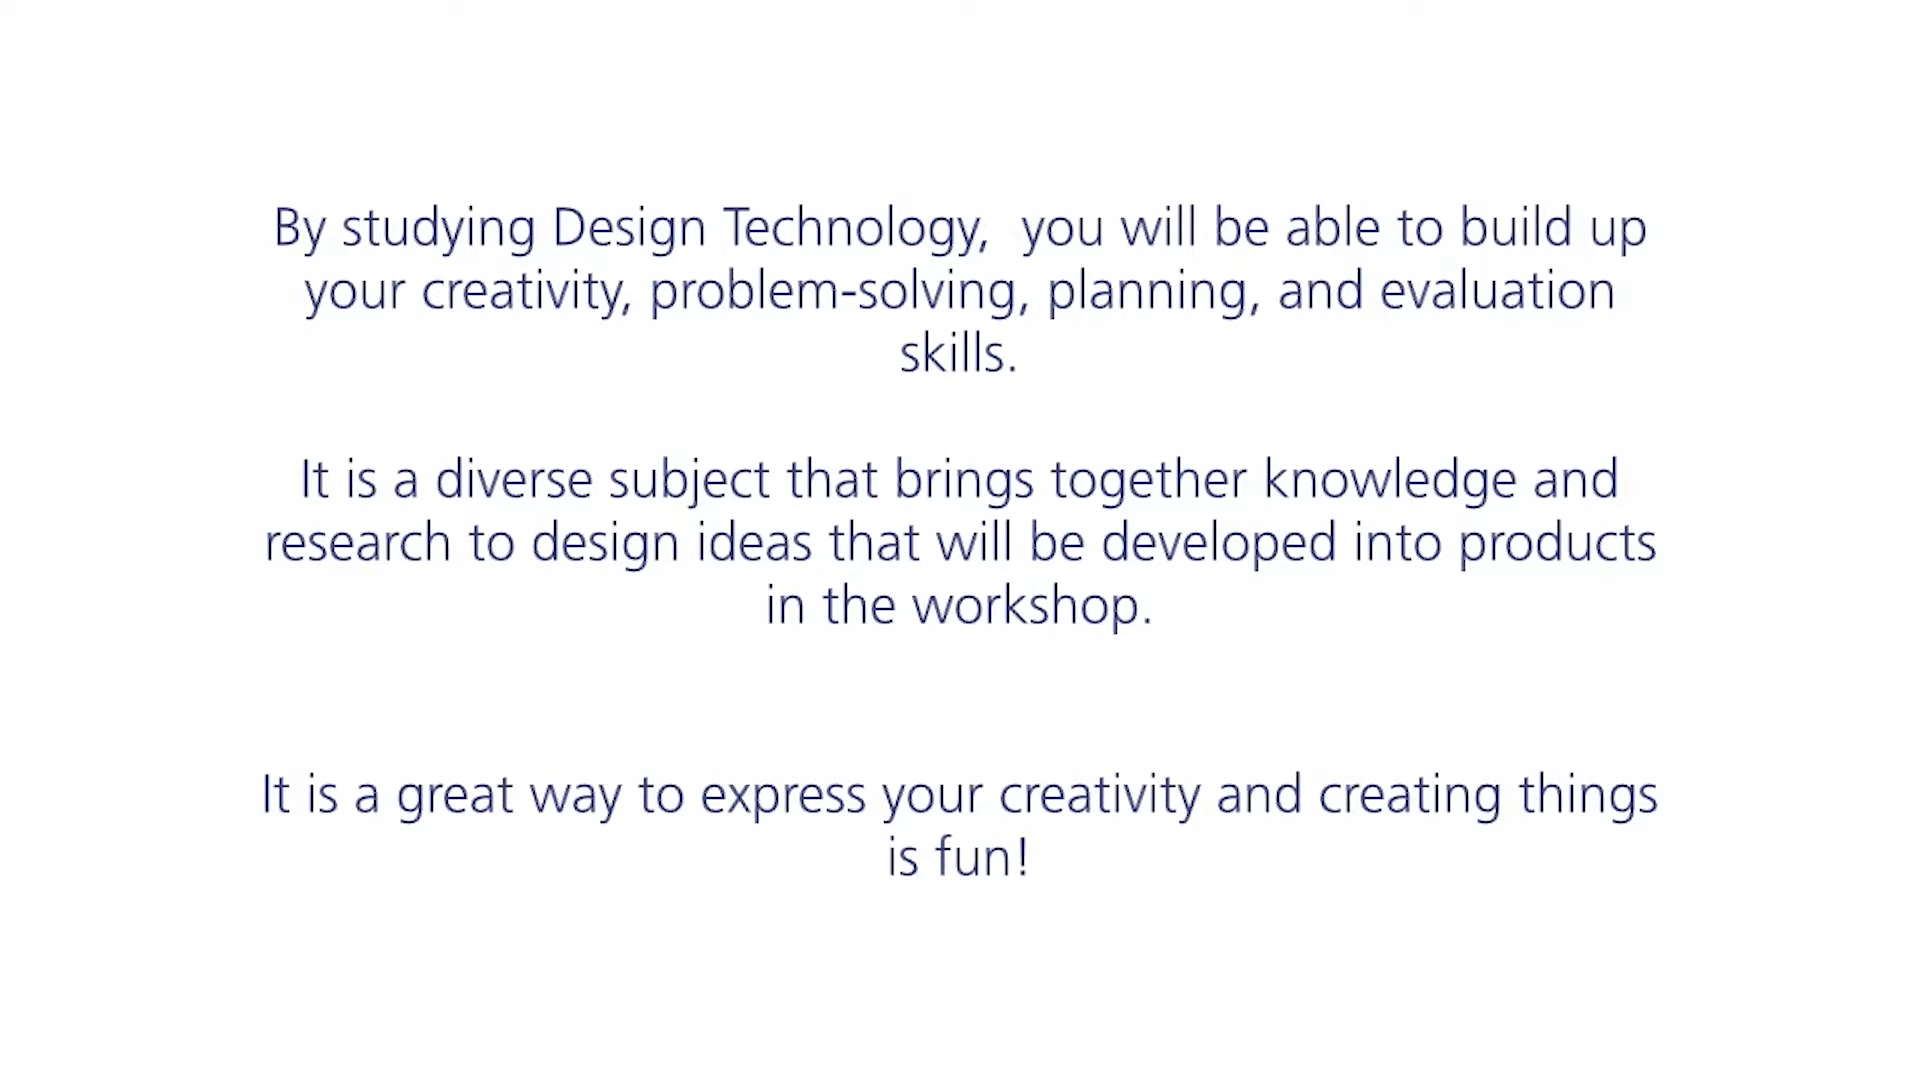 By studying Design Technology,  you will be able to build up
your creativity, problem-solving, planning, and evaluation
skills.
It is a diverse subject that brings together knowledge and
research to design ideas that will be developed into products
in the workshop.
It is a great way to express your creativity and creating things
is fun!